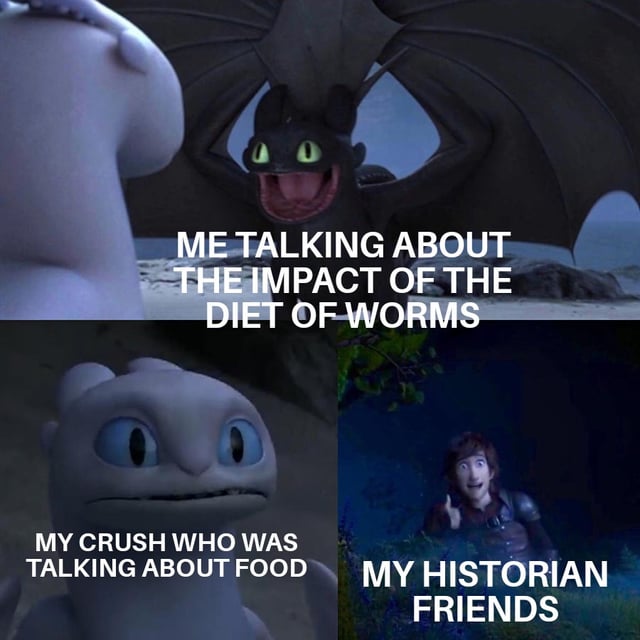 ME TALKING ABOUT
THE IMPACT OF THE
DIET OF WORMS
MY CRUSH WHO WAS
TALKING ABOUT FOOD
MY HISTORIAN
FRIENDS